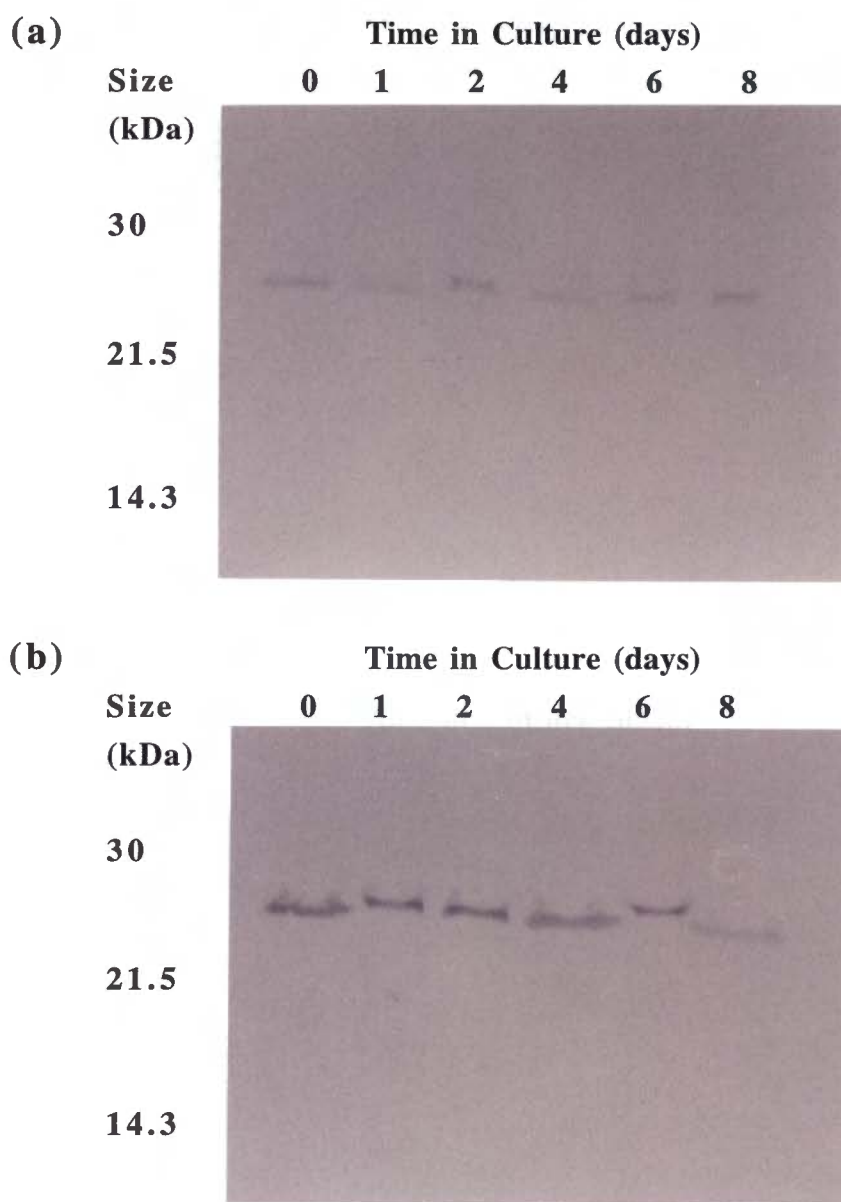 (a) Time in Culture (days)
Size 0 1 2 4 6 8
(kDa)
30
21.5
14.3
(b) Time in Culture (days)
Size 0 1 2 4 6 8
(kDa)
30
21.5
14.3